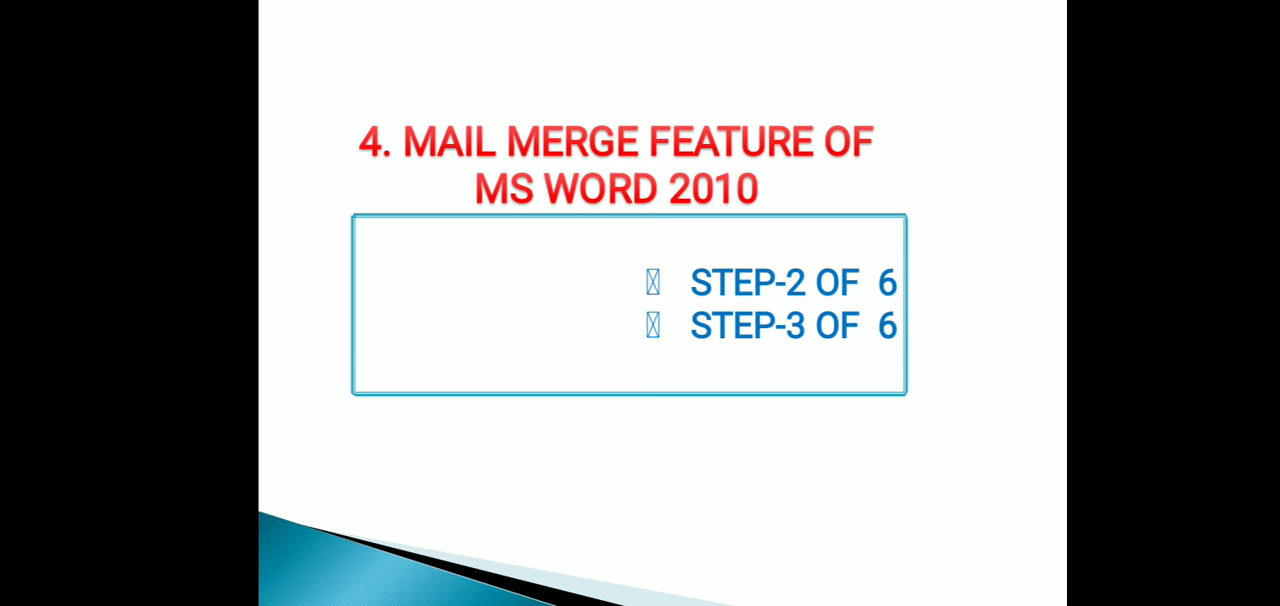 4. MAIL MERGE FEATURE OF
MS WORD 2010
STEP-2 OF 6
STEP-3 OF 6